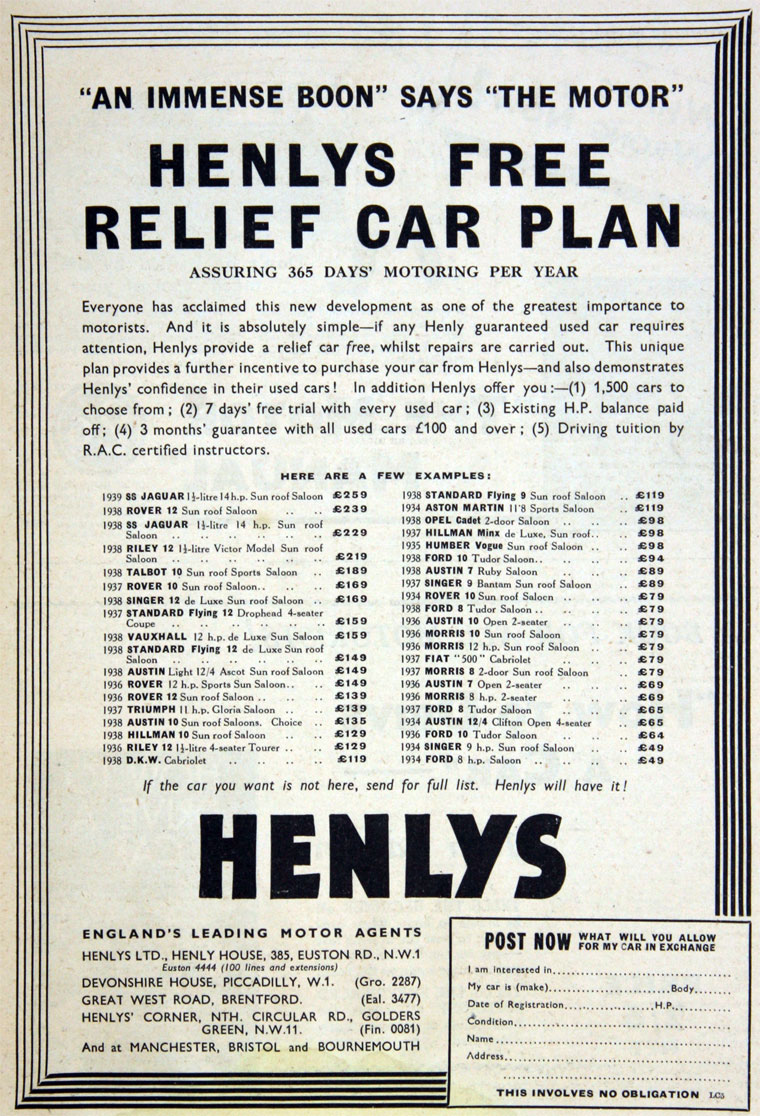 “AN IMMENSE BOON” SAYS “THE MOTOR”
HENLYS FREE
RELIEF CAR PLAN
ASSURING 365 DAYS’ MOTORING PER YEAR
Everyone has acclaimed this new development as one of the greatest importance to
motorists. And it is absolutely simple—if any Henly guaranteed used car requires
attention, Henlys provide a relief car free, whilst repairs are carried out. This unique
plan provides a further incentive to purchase your car from Henlys—and also demonstrates
Henlys’ confidence in their used cars! In addition Henlys offer you :—(1) 1,500 cars to
choose from ; (2) 7 days’ free trial with every used car ; (3) Existing H.P. balance paid
off ; (4) 3 months’ guarantee with all used cars £100 and over ; (5) Driving tuition by
R.A.C. certified instructors.
HERE ARE A FEW EXAMPLES :
1939 SS JAGUAR 1½-litre 14 h.p. Sun roof Saloon £259
1938 ROVER 12 Sun roof Saloon .. .. £239
1938 SS JAGUAR 1½-litre 14 h.p. Sun roof
Saloon .. .. .. .. .. £229
1938 RILEY 12 1½-litre Victor Model Sun roof
Saloon .. .. .. .. .. £219
1938 TALBOT 10 Sun roof Sports Saloon .. £189
1937 ROVER 10 Sun roof Saloon.. .. .. £169
1938 SINGER 12 de Luxe Sun roof Saloon .. £169
1937 STANDARD Flying 12 Drophead 4-seater
Coupe .. .. .. .. .. £159
1938 VAUXHALL 12 h.p. de Luxe Sun Saloon £159
1938 STANDARD Flying 12 de Luxe Sun roof
Saloon .. .. .. .. .. £149
1938 AUSTIN Light 12/4 Ascot Sun roof Saloon £149
1936 ROVER 12 h.p. Sports Sun Saloon.. .. £149
1936 ROVER 12 Sun roof Saloon .. .. .. £139
1937 TRIUMPH 11 h.p. Gloria Saloon .. .. £139
1938 AUSTIN 10 Sun roof Saloons. Choice .. £135
1938 HILLMAN 10 Sun roof Saloon .. .. £129
1936 RILEY 12 1½-litre 4-seater Tourer .. .. £129
1938 D.K.W. Cabriolet .. .. .. .. £119
1938 STANDARD Flying 9 Sun roof Saloon .. £119
1934 ASTON MARTIN 11·8 Sports Saloon .. £119
1938 OPEL Cadet 2-door Saloon .. .. .. £98
1937 HILLMAN Minx de Luxe, Sun roof.. .. £98
1935 HUMBER Vogue Sun roof Saloon .. .. £98
1938 FORD 10 Tudor Saloon.. .. .. .. £94
1938 AUSTIN 7 Ruby Saloon .. .. .. £89
1937 SINGER 9 Bantam Sun roof Saloon .. £89
1934 ROVER 10 Sun roof Salocn .. .. .. £79
1938 FORD 8 Tudor Saloon .. .. .. .. £79
1936 AUSTIN 10 Open 2-seater .. .. .. £79
1936 MORRIS 10 Sun roof Saloon .. .. £79
1936 MORRIS 12 h.p. Sun roof Saloon .. .. £79
1937 FIAT “500” Cabriolet .. .. .. £79
1937 MORRIS 8 2-door Sun roof Saloon .. £79
1936 AUSTIN 7 Open 2-seater .. .. .. £69
1936 MORRIS 8 h.p. 2-seater .. .. .. £69
1937 FORD 8 Tudor Saloon .. .. .. £65
1934 AUSTIN 12/4 Clifton Open 4-seater .. £65
1936 FORD 10 Tudor Saloon .. .. .. £64
1934 SINGER 9 h.p. Sun roof Saloon .. .. £49
1934 FORD 8 h.p. Saloon .. .. .. .. £49
If the car you want is not here, send for full list. Henlys will have it !
HENLYS
ENGLAND’S LEADING MOTOR AGENTS
HENLYS LTD., HENLY HOUSE, 385, EUSTON RD., N.W.1
Euston 4444 (100 lines and extensions)
DEVONSHIRE HOUSE, PICCADILLY, W.1. (Gro. 2287)
GREAT WEST ROAD, BRENTFORD. (Eal. 3477)
HENLYS’ CORNER, NTH. CIRCULAR RD., GOLDERS
GREEN, N.W.11. (Fin. 0081)
And at MANCHESTER, BRISTOL and BOURNEMOUTH
POST NOW WHAT WILL YOU ALLOW
FOR MY CAR IN EXCHANGE
I am interested in
My car is (make) Body
Date of Registration H.P.
Condition
Name
Address
THIS INVOLVES NO OBLIGATION LC5